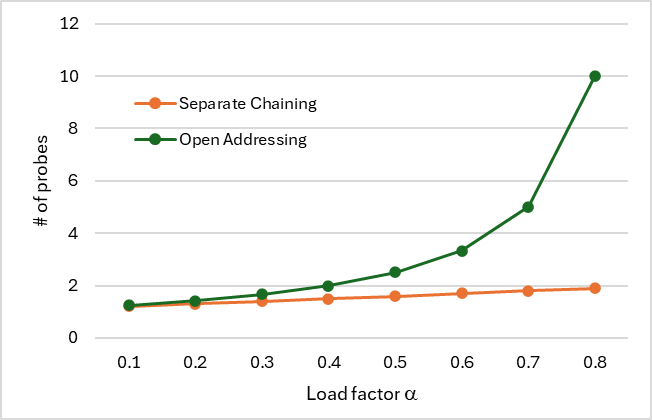 12
10
8
6
4
2
0
# of probes
Separate Chaining
Open Addressing
0.1 0.2 0.3 0.4 0.5 0.6 0.7 0.8
Load factor α